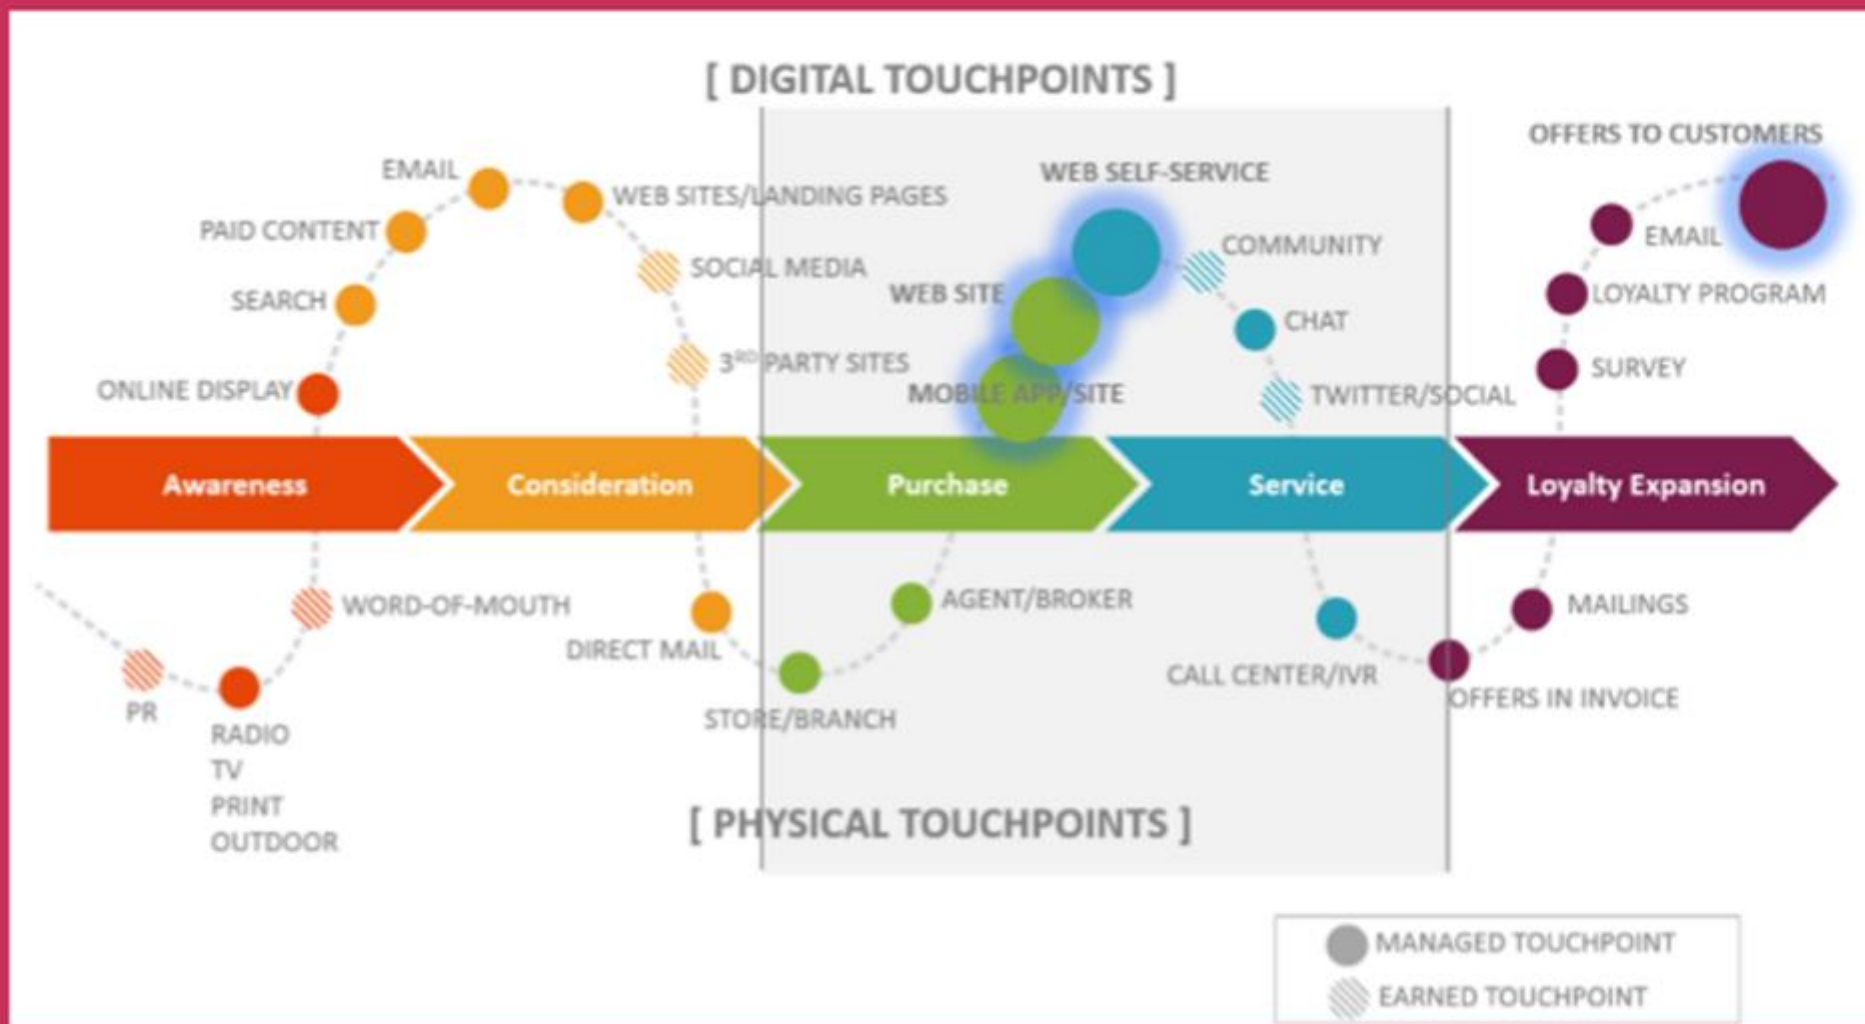 [ DIGITAL TOUCHPOINTS ]
OFFERS TO CUSTOMERS
EMAIL
WEB SITES/LANDING PAGES
WEB SELF-SERVICE
PAID CONTENT
SOCIAL MEDIA
COMMUNITY
EMAIL
SEARCH
WEB SITE
CHAT
LOYALTY PROGRAM
ONLINE DISPLAY
3RD PARTY SITES
MOBILE APP/SITE
TWITTER/SOCIAL
SURVEY
Awareness
Consideration
Purchase
Service
Loyalty Expansion
WORD-OF-MOUTH
DIRECT MAIL
AGENT/BROKER
MAILINGS
PR
STORE/BRANCH
CALL CENTER/IVR
OFFERS IN INVOICE
RADIO
TV
PRINT
OUTDOOR
[ PHYSICAL TOUCHPOINTS ]
MANAGED TOUCHPOINT
EARNED TOUCHPOINT